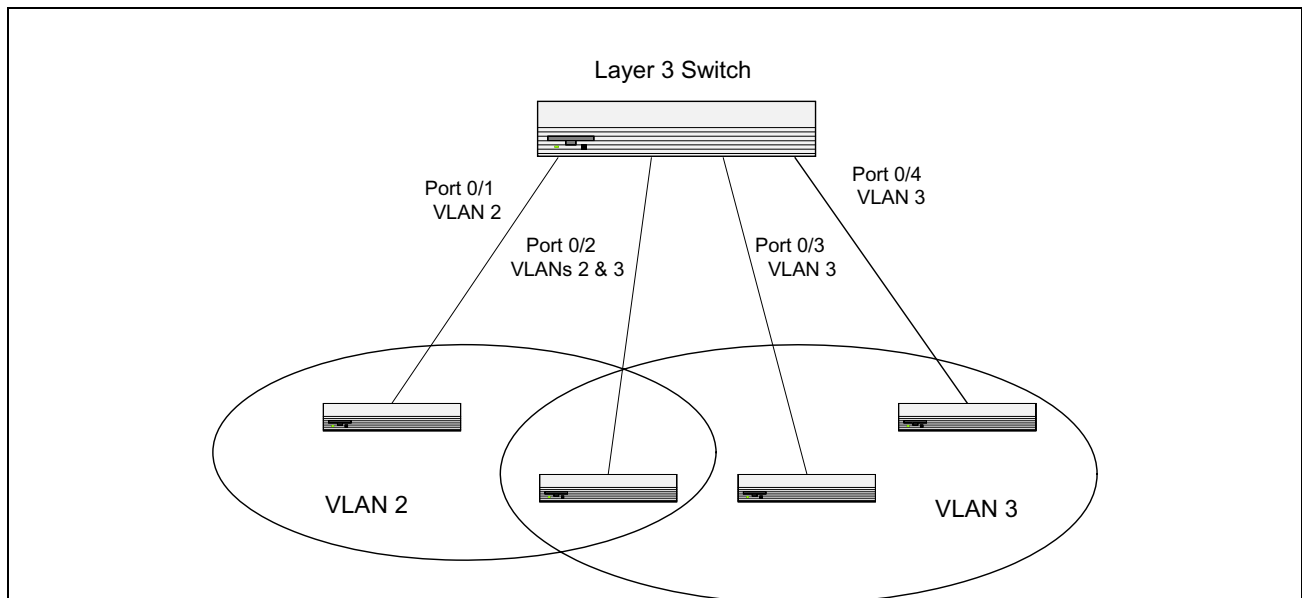 Layer 3 Switch
Port 0/1
VLAN 2
Port 0/2
VLANs 2 & 3
Port 0/3
VLAN 3
Port 0/4
VLAN 3
VLAN 2
VLAN 3